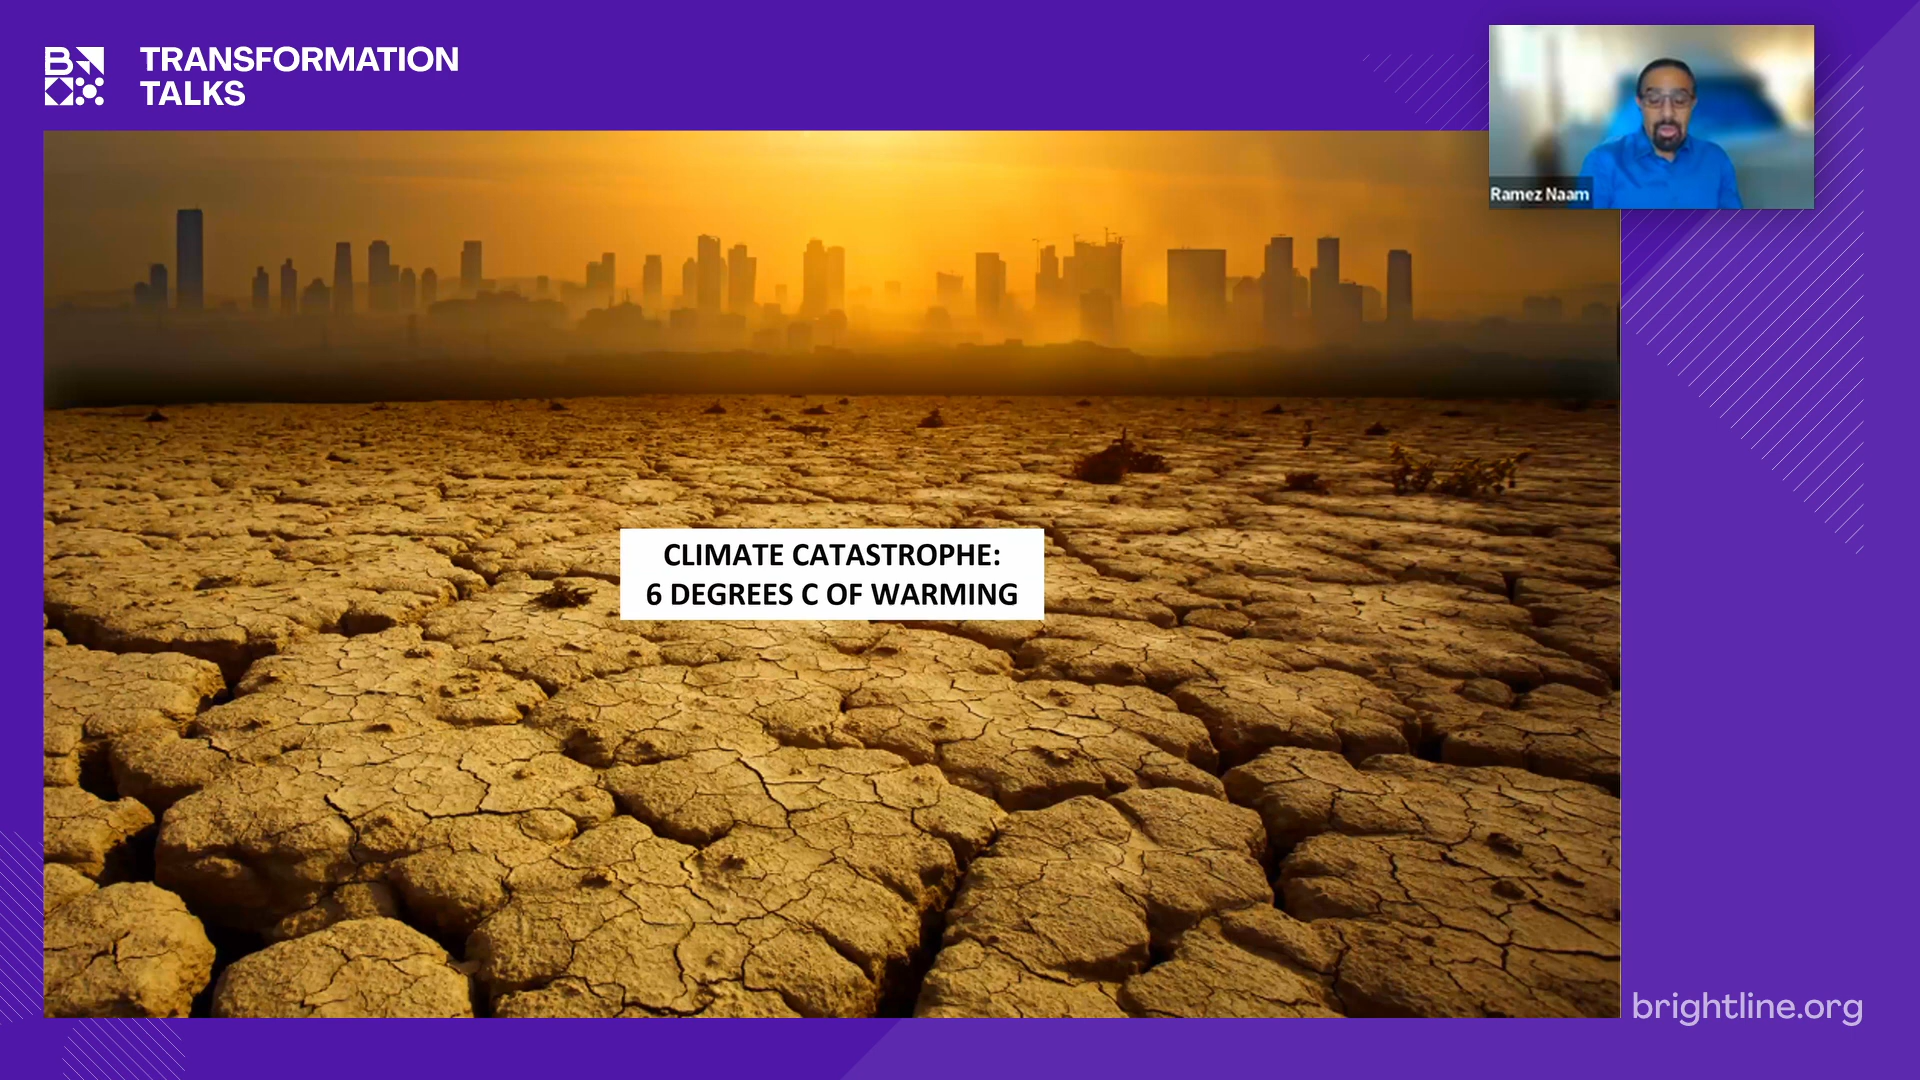 TRANSFORMATION
TALKS
Ramez Naam
CLIMATE CATASTROPHE:
6 DEGREES C OF WARMING
brightline.org